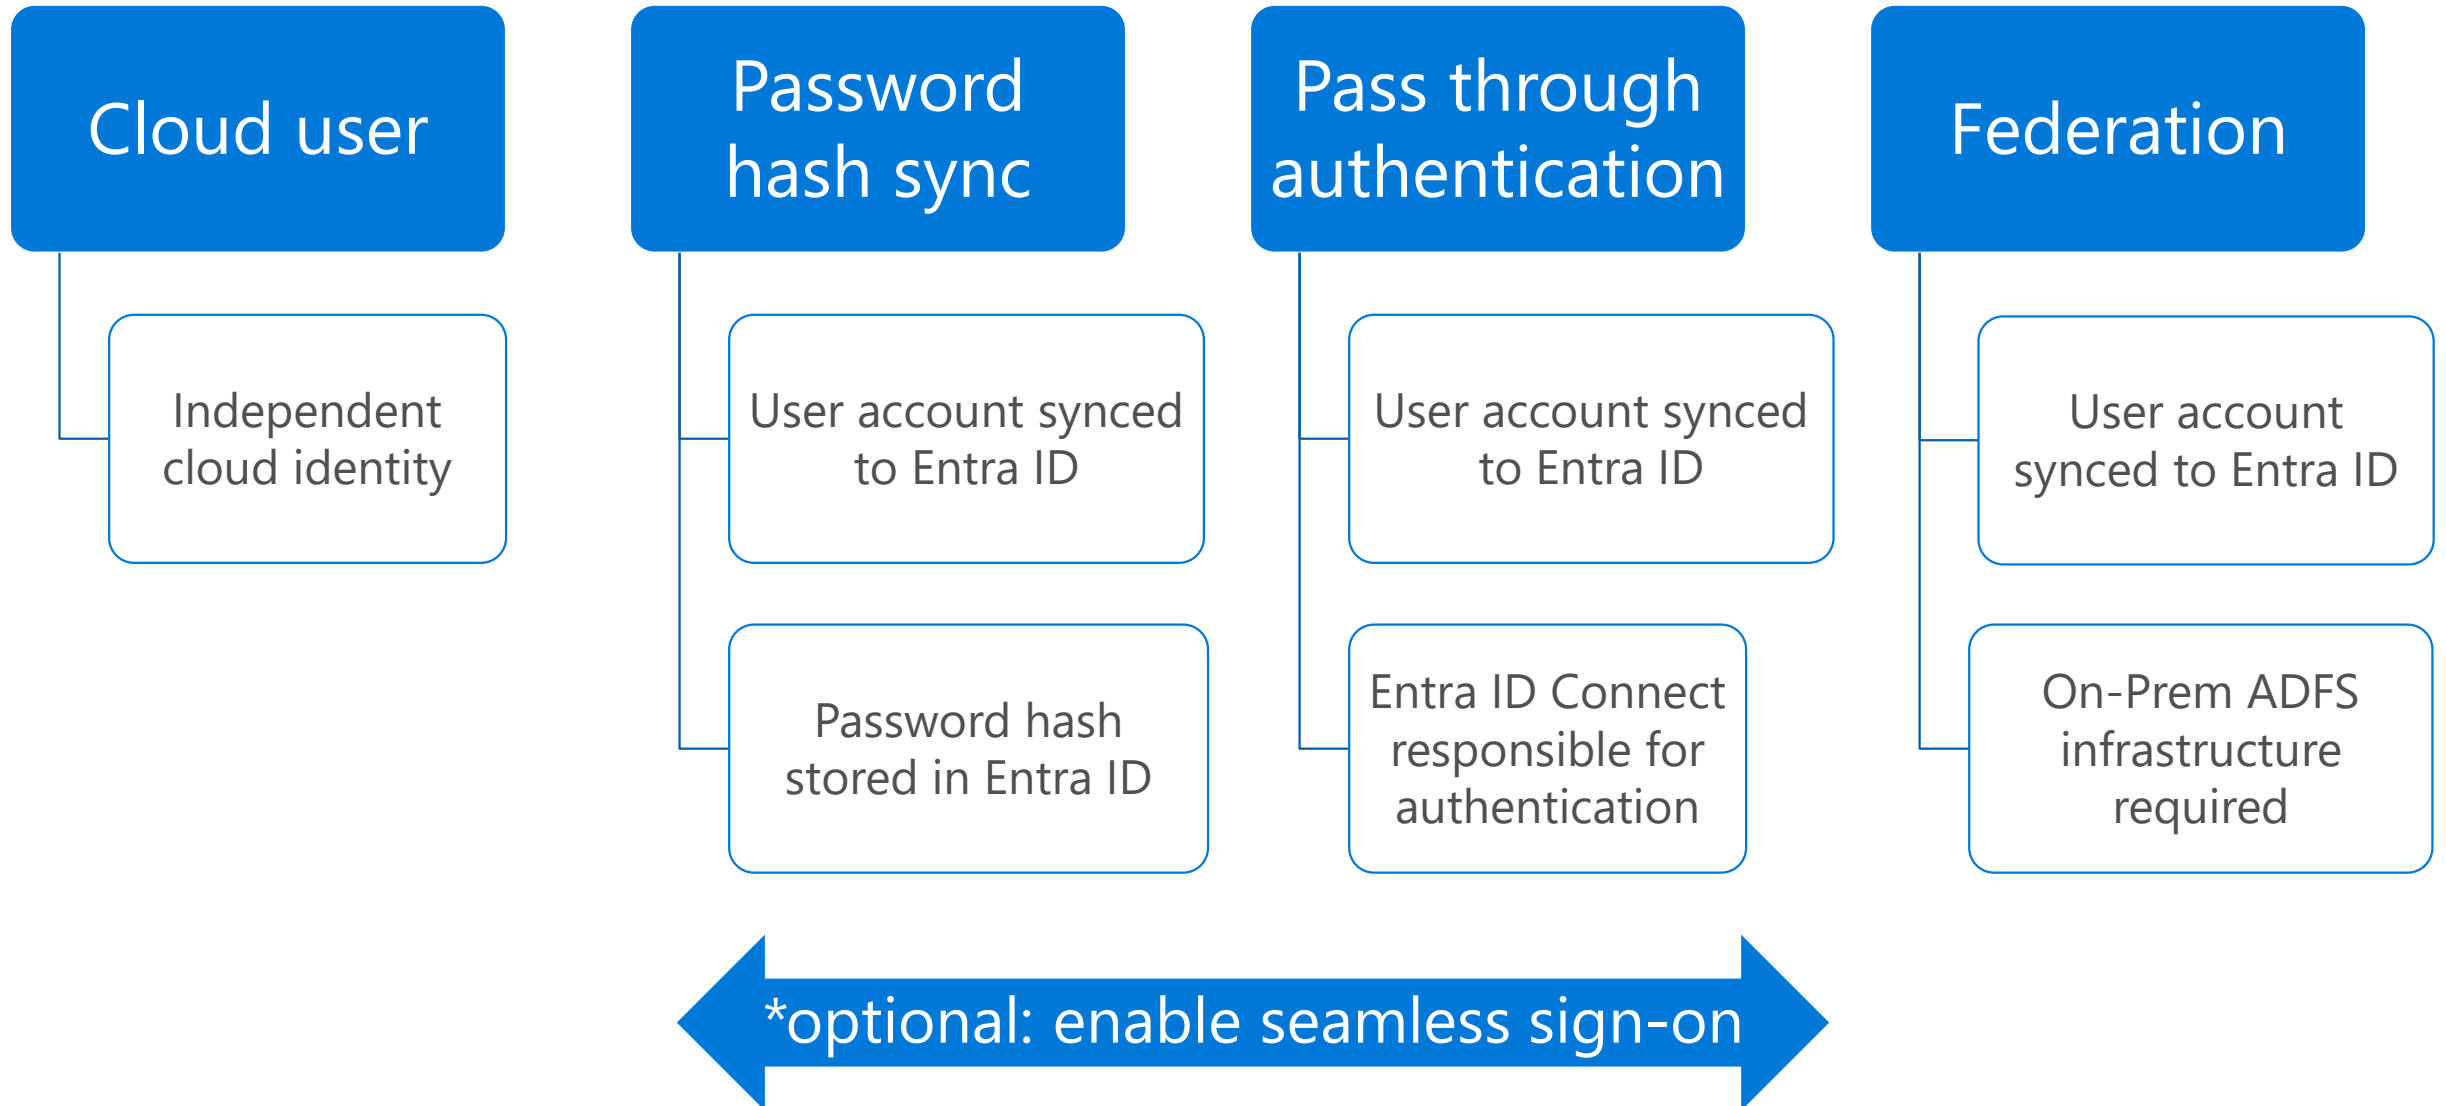 Cloud user
Independent
cloud identity
Password
hash sync
User account synced
to Entra ID
Password hash
stored in Entra ID
Pass through
authentication
User account synced
to Entra ID
Entra ID Connect
responsible for
authentication
Federation
User account
synced to Entra ID
On-Prem ADFS
infrastructure
required
*optional: enable seamless sign-on